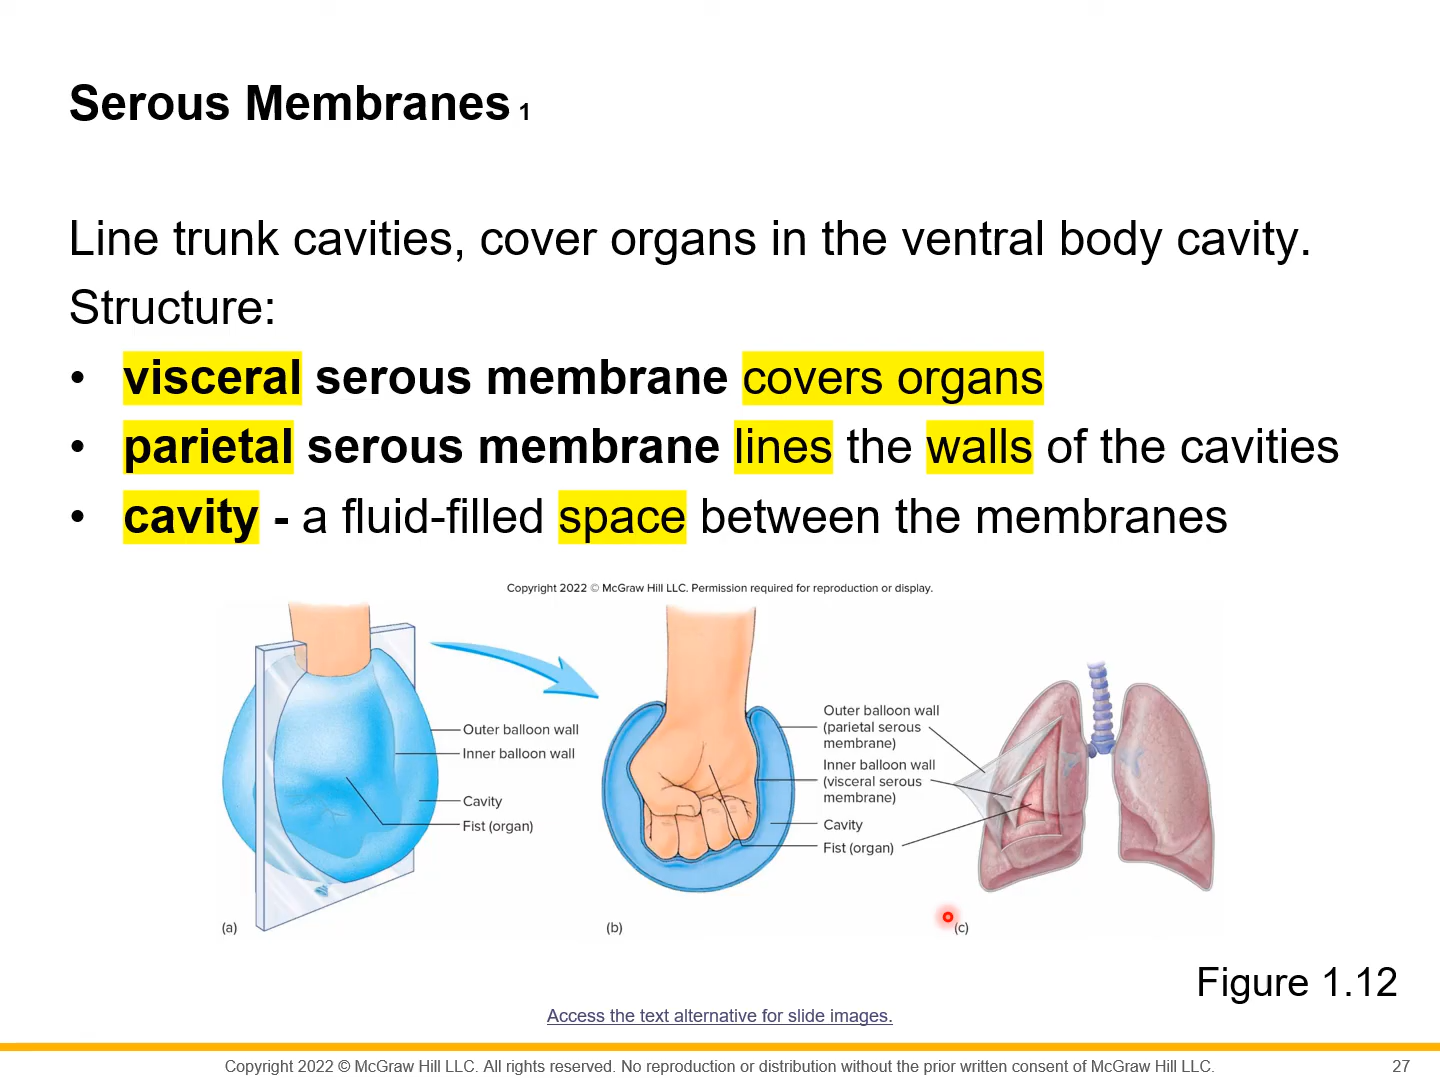 Serous Membranes 1
Line trunk cavities, cover organs in the ventral body cavity.
Structure:
• visceral serous membrane covers organs
• parietal serous membrane lines the walls of the cavities
• cavity - a fluid-filled space between the membranes
Copyright 2022 © McGraw Hill LLC. Permission required for reproduction or display.
Outer balloon wall
Inner balloon wall
Cavity
Fist (organ)
(a)
Outer balloon wall
(parietal serous
membrane)
Inner balloon wall
(visceral serous
membrane)
Cavity
Fist (organ)
(b)
(c)
Figure 1.12
Access the text alternative for slide images.
Copyright 2022 © McGraw Hill LLC. All rights reserved. No reproduction or distribution without the prior written consent of McGraw Hill LLC.
27